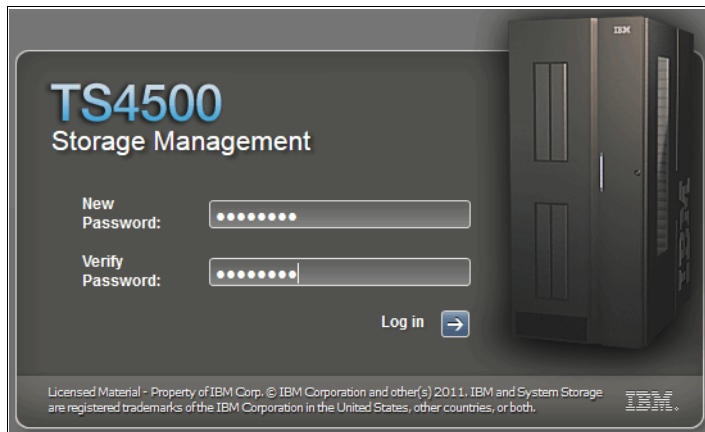 IBM
TS4500
Storage Management
New
Password:
Verify
Password:
Log in
IBM
Licensed Material - Property of IBM Corp. © IBM Corporation and other(s) 2011. IBM and System Storage
are registered trademarks of the IBM Corporation in the United States, other countries, or both.
IBM.